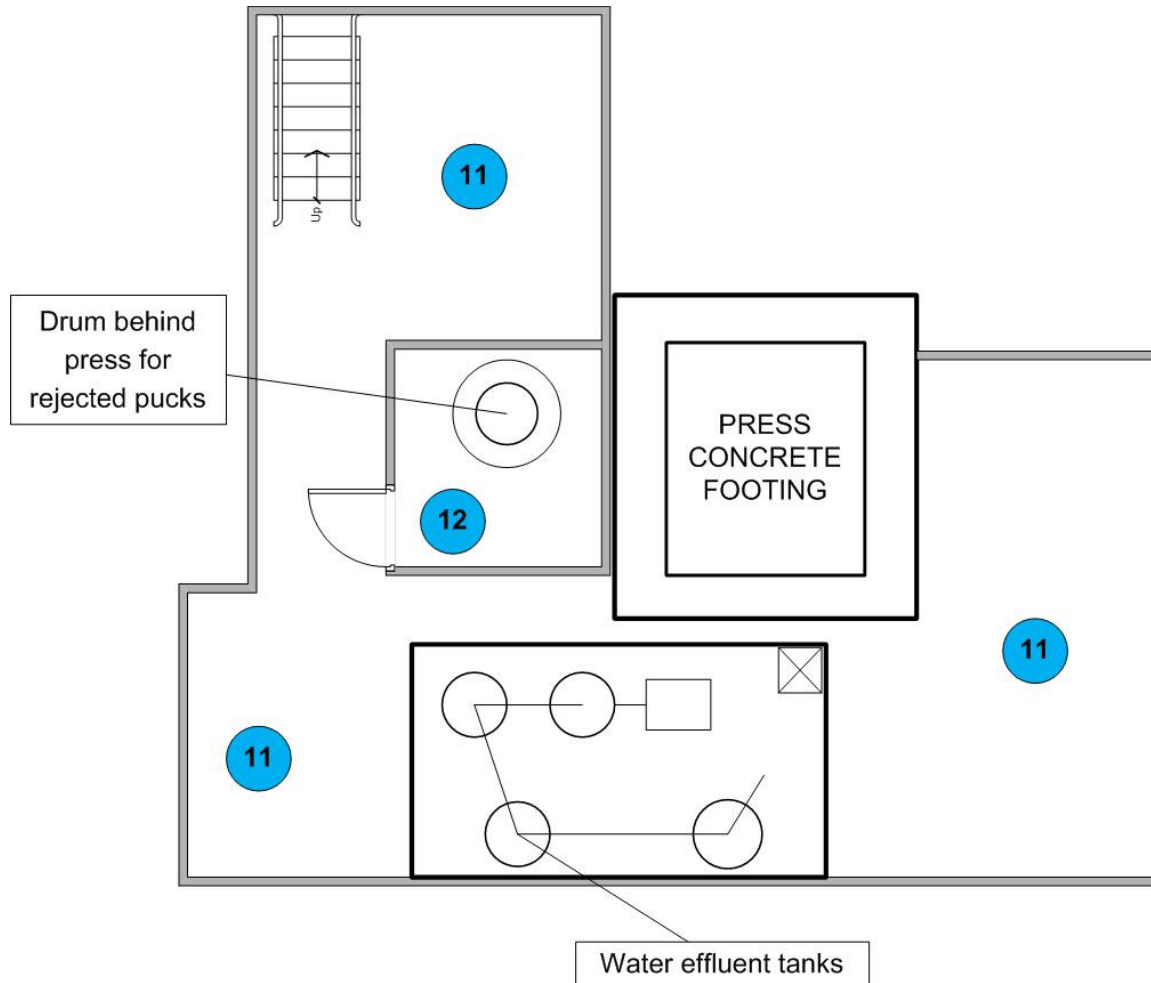 11
Up
Drum behind
press for
rejected pucks
PRESS
CONCRETE
FOOTING
12
11
11
Water effluent tanks